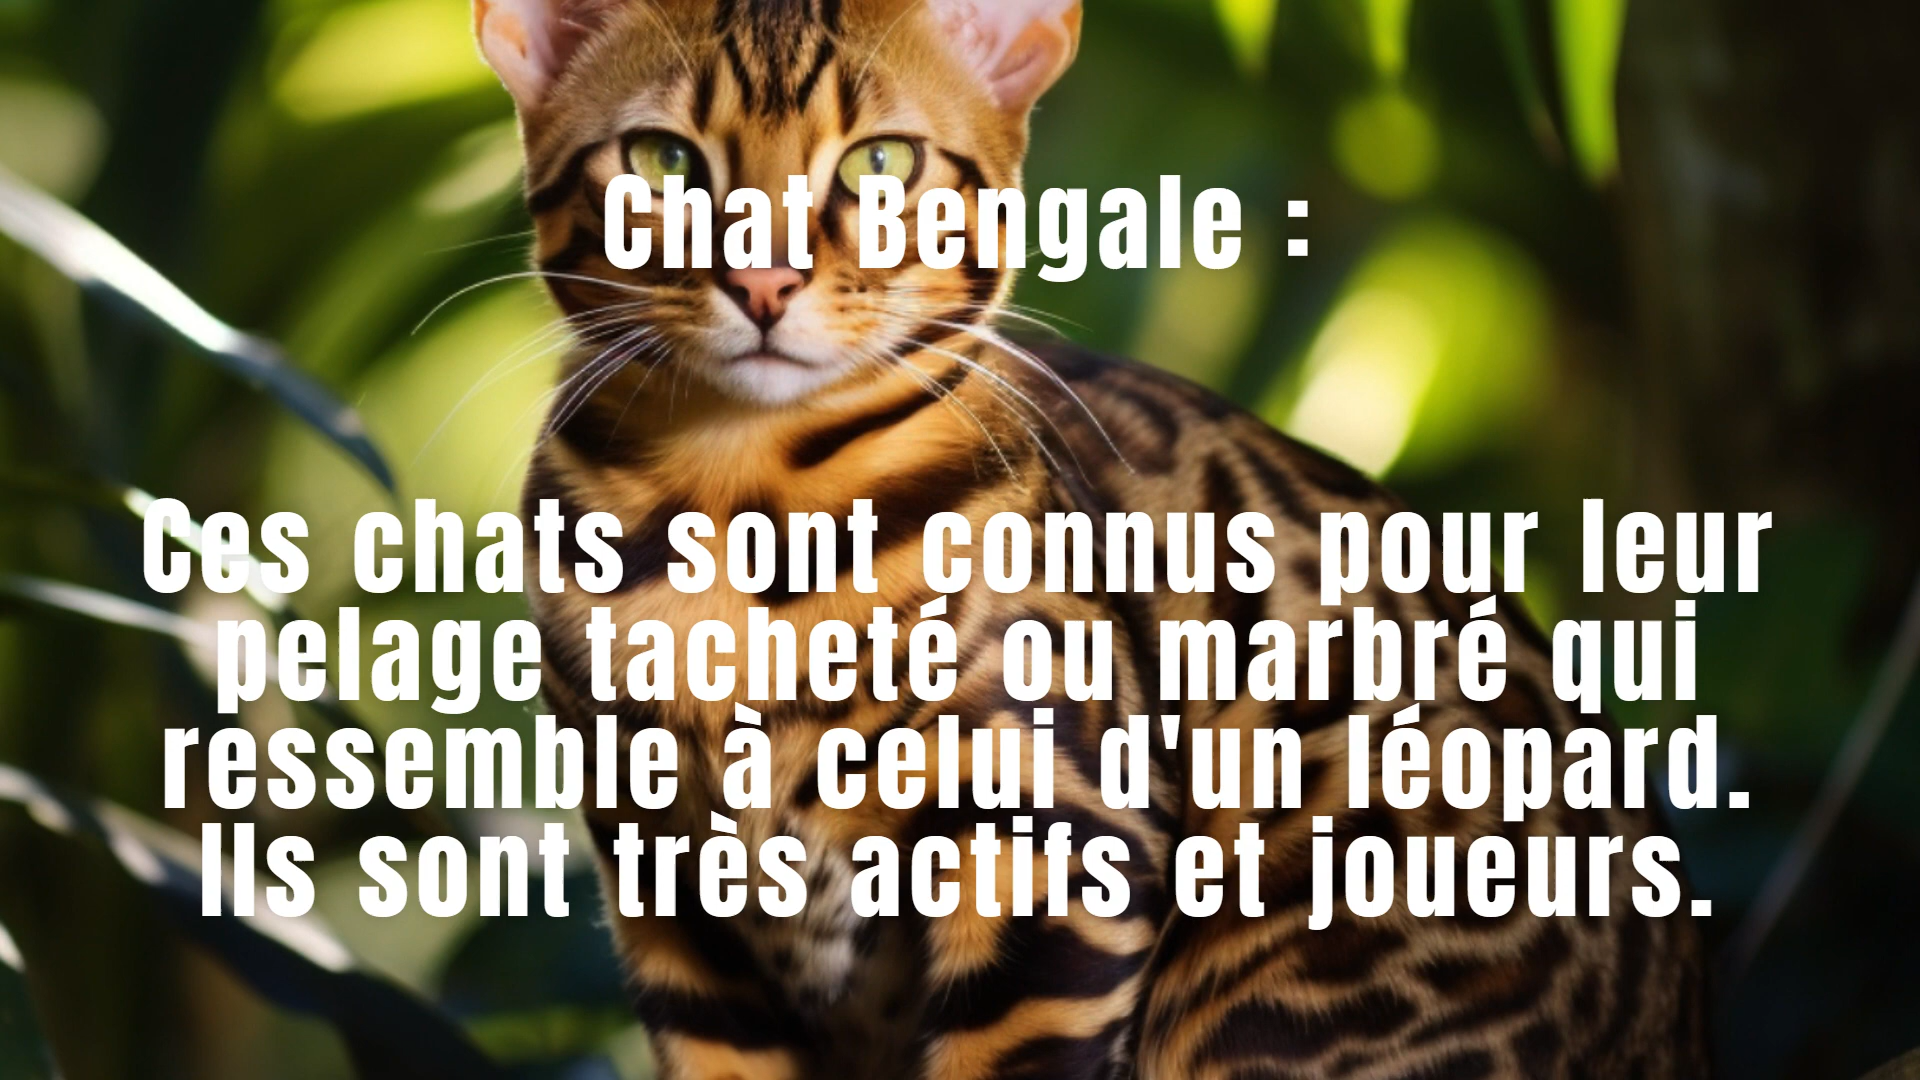 Chat Bengale :
Ces chats sont connus pour leur
pelage tacheté ou marbré qui
ressemble à celui d'un léopard.
Ils sont très actifs et joueurs.